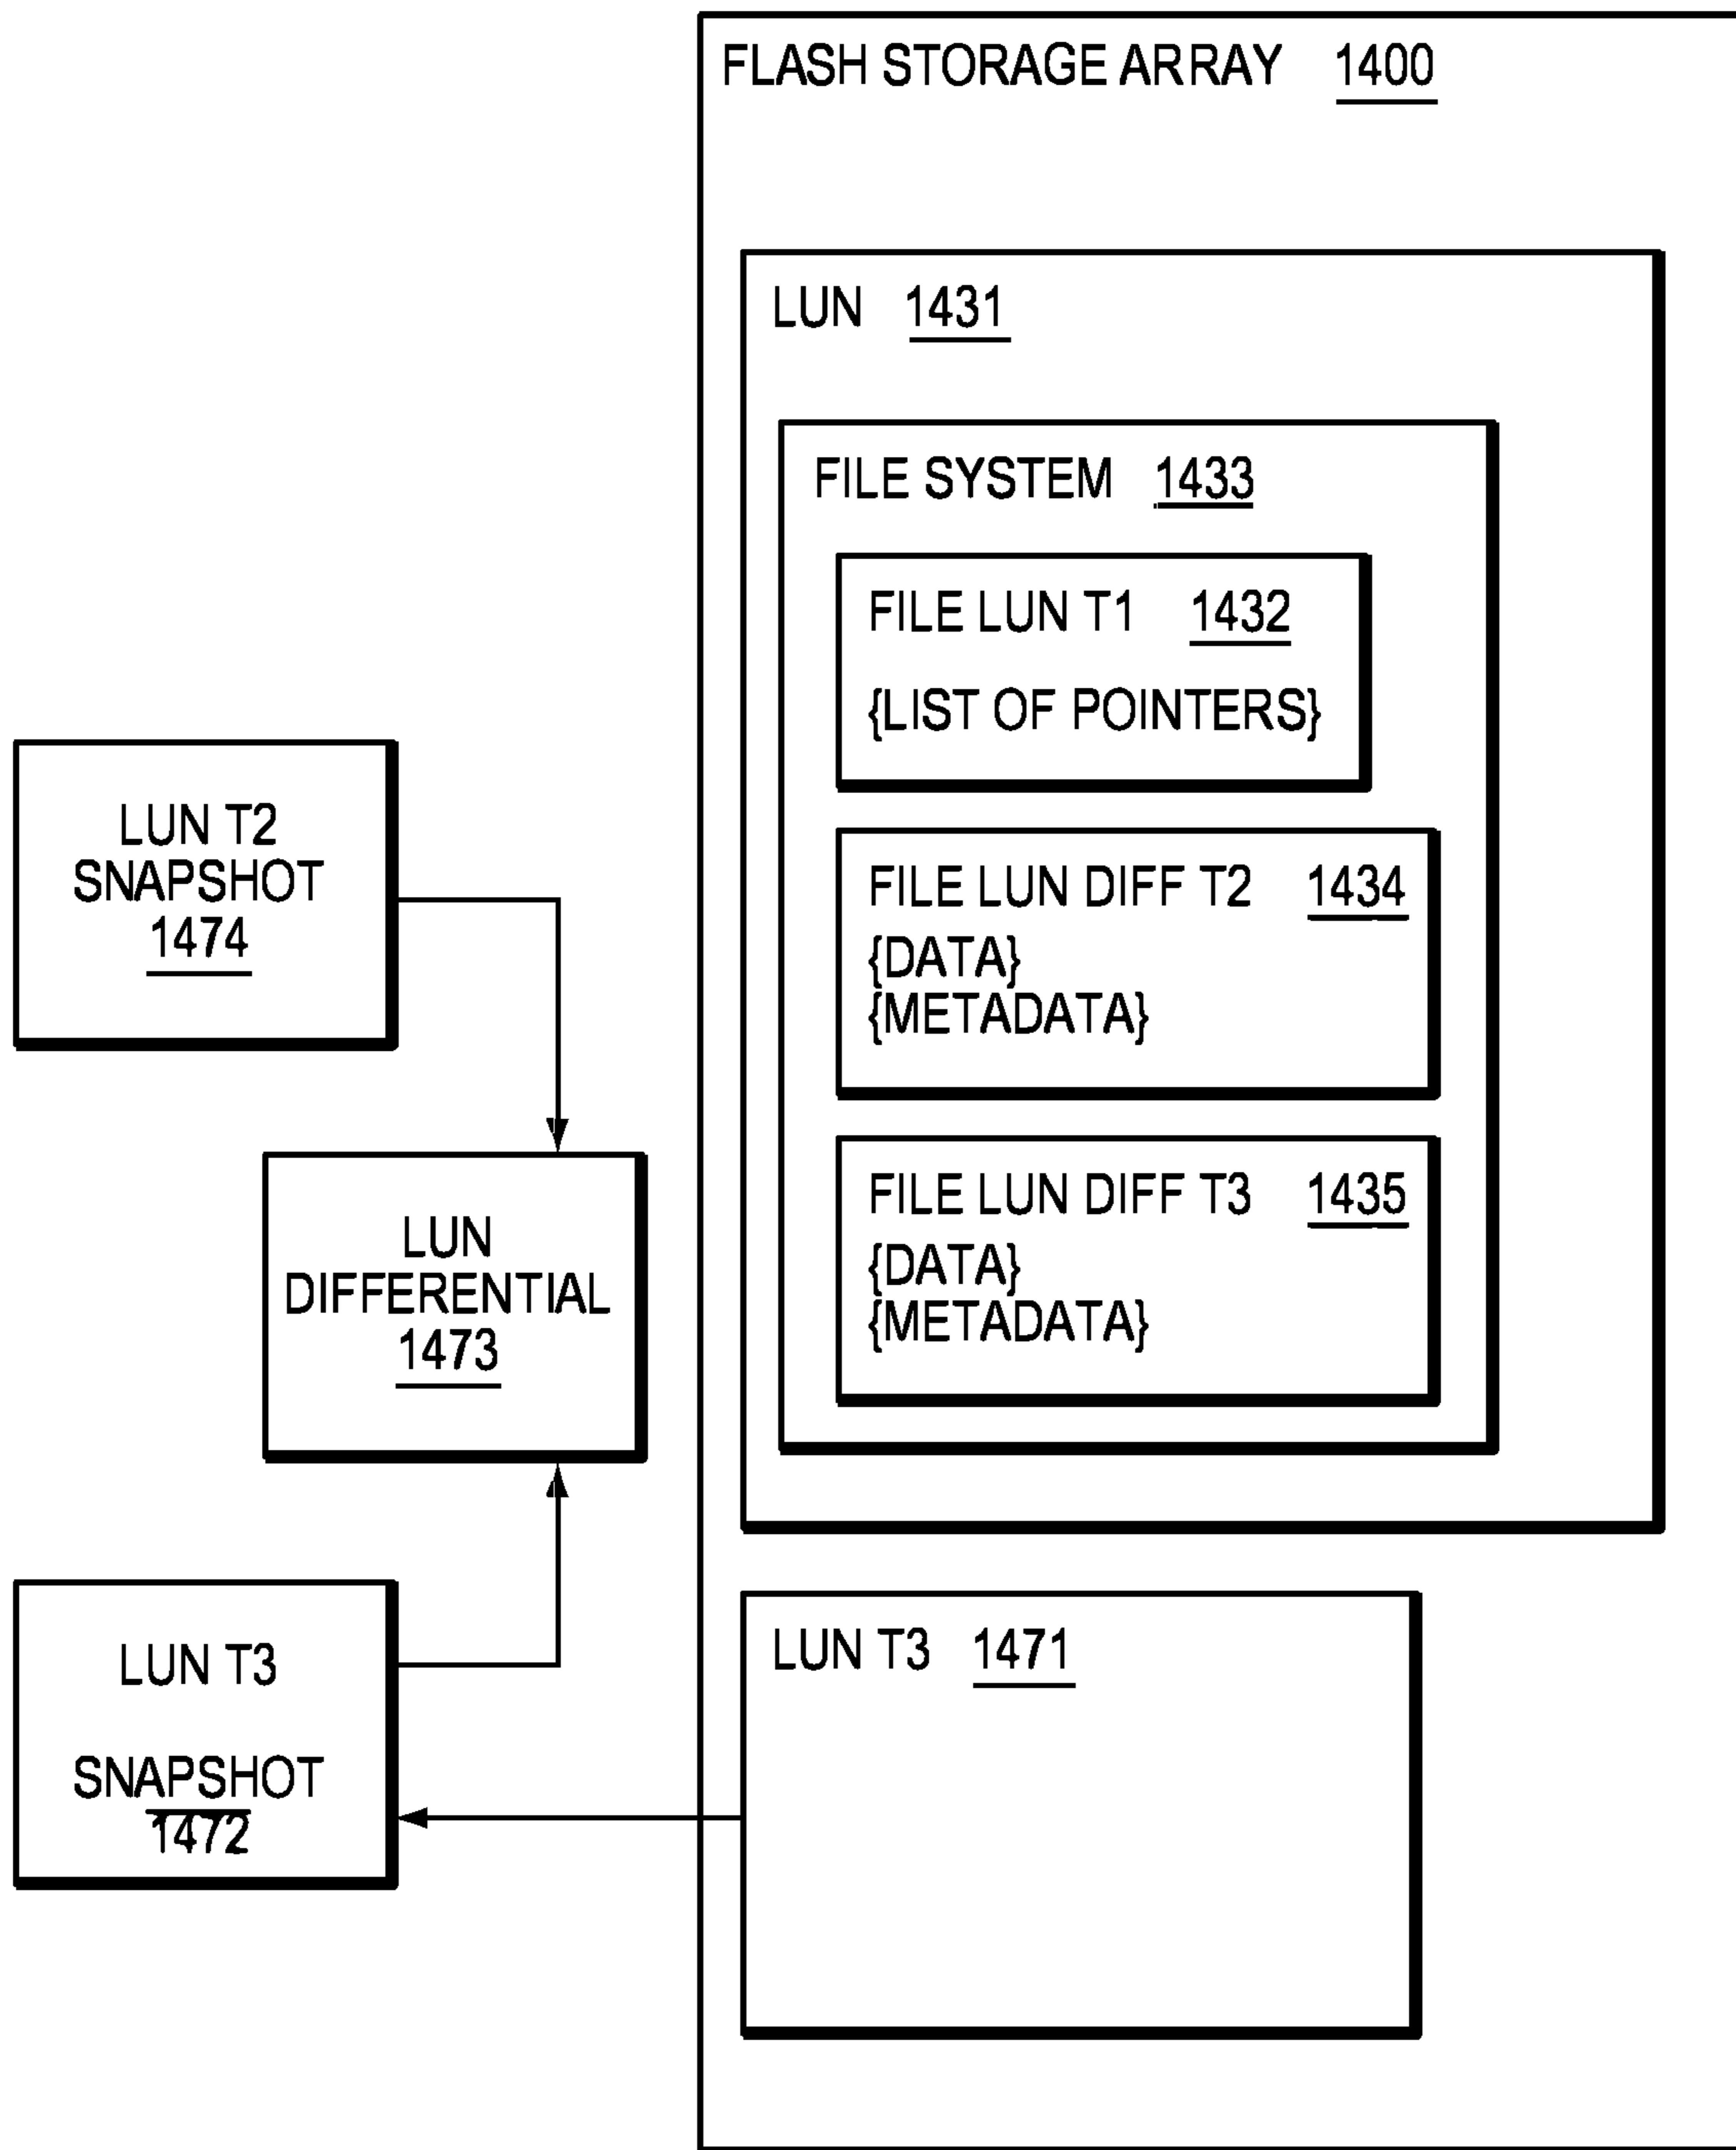 FLASH STORAGE ARRAY 1400
LUN 1431
FILE SYSTEM 1433
FILE LUN T1 1432
{LIST OF POINTERS}
FILE LUN DIFF T2 1434
{DATA}
{METADATA}
FILE LUN DIFF T3 1435
{DATA}
{METADATA}
LUN T2
SNAPSHOT
1474
LUN
DIFFERENTIAL
1473
LUN T3
SNAPSHOT
1472
LUN T3 1471